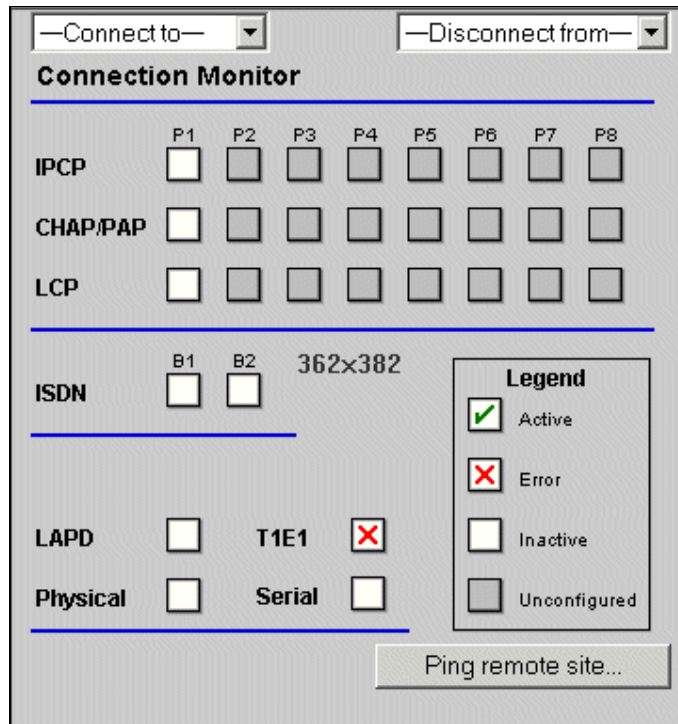 —Connect to— —Disconnect from—
Connection Monitor
P1 P2 P3 P4 P5 P6 P7 P8
IPCP
CHAP/PAP
LCP
B1 B2 362x382
ISDN
Legend
Active
Error
LAPD T1E1 Inactive
Physical Serial Unconfigured
Ping remote site...